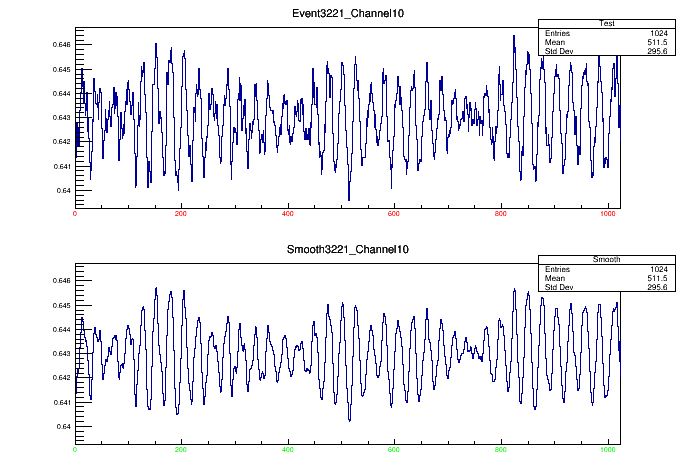 Event3221_Channel10
Test
Entries 1024
Mean 511.5
Std Dev 295.6
0.646
0.645
0.644
0.643
0.642
0.641
0.64
0 200 400 600 800 1000
Smooth3221_Channel10
Smooth
Entries 1024
Mean 511.5
Std Dev 295.6
0.646
0.645
0.644
0.643
0.642
0.641
0.64
0 200 400 600 800 1000